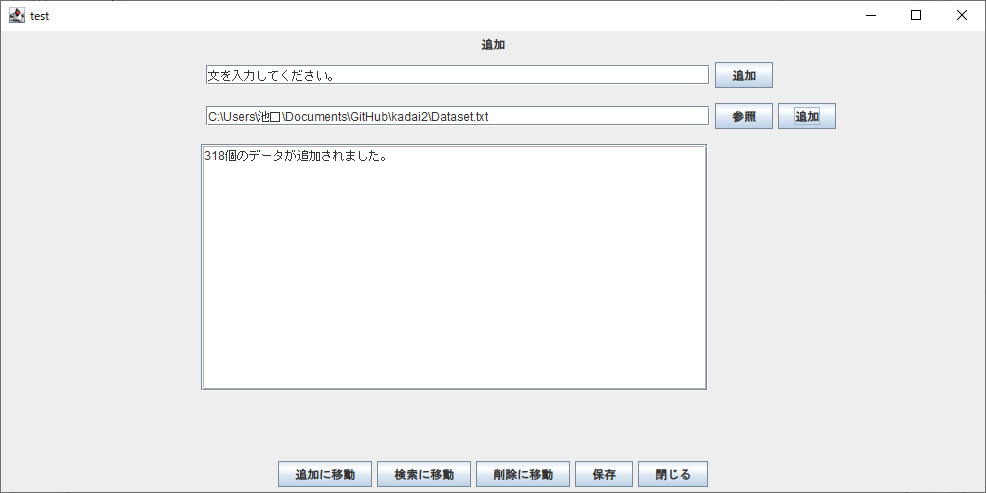 test
追加
文を入力してください。
追加
C:\Users\池口\Documents\GitHub\kadai2\Dataset.txt
参照
追加
318個のデータが追加されました。
追加に移動
検索に移動
削除に移動
保存
閉じる